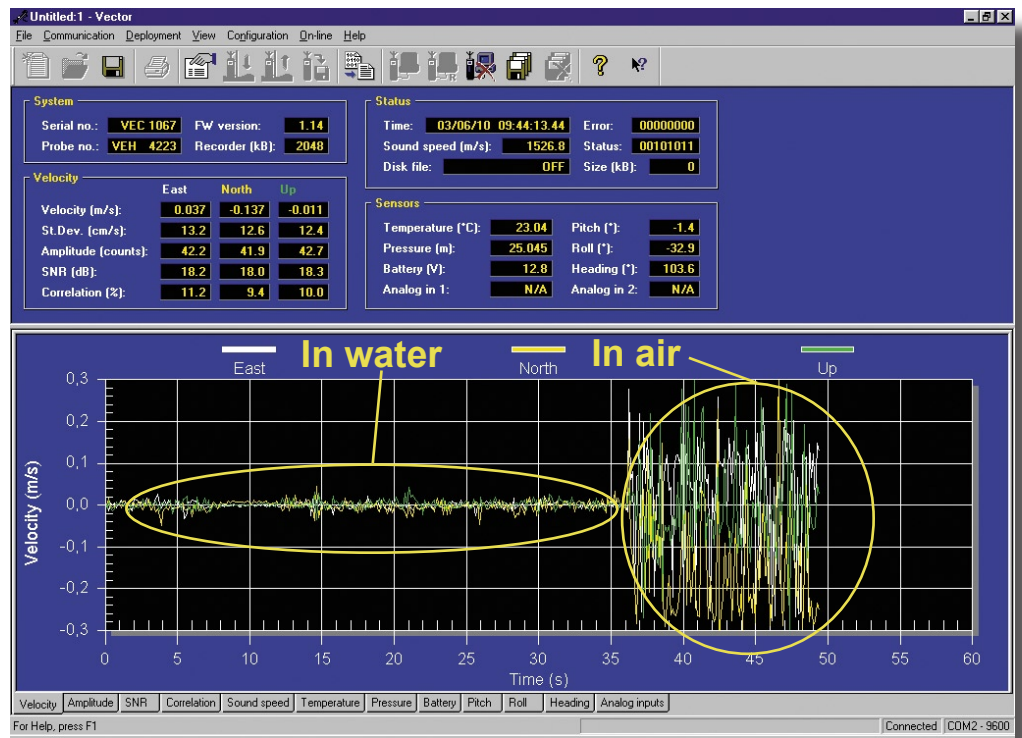 Untitled:1 - Vector
File Communication Deployment View Configuration On-line Help
System
Serial no.: VEC 1067 FW version: 1.14
Probe no.: VEH 4223 Recorder (kB): 2048
Status
Time: 03/06/10 09:44:13.44 Error: 00000000
Sound speed (m/s): 1526.8 Status: 00101011
Disk file: OFF Size (kB): 0
Velocity
East North Up
Velocity (m/s): 0.037 -0.137 -0.011
St.Dev. (cm/s): 13.2 12.6 12.4
Amplitude (counts): 42.2 41.9 42.7
SNR (dB): 18.2 18.0 18.3
Correlation (%): 11.2 9.4 10.0
Sensors
Temperature (°C): 23.04 Pitch (°): -1.4
Pressure (m): 25.045 Roll (°): -32.9
Battery (V): 12.8 Heading (°): 103.6
Analog in 1: N/A Analog in 2: N/A
In water In air
East North Up
Velocity (m/s)
0,3
0,2
0,1
0,0
-0,1
-0,2
-0,3
0 5 10 15 20 25 30 35 40 45 50 55 60
Time (s)
Velocity Amplitude SNR Correlation Sound speed Temperature Pressure Battery Pitch Roll Heading Analog inputs
For Help, press F1 Connected COM2 - 9600